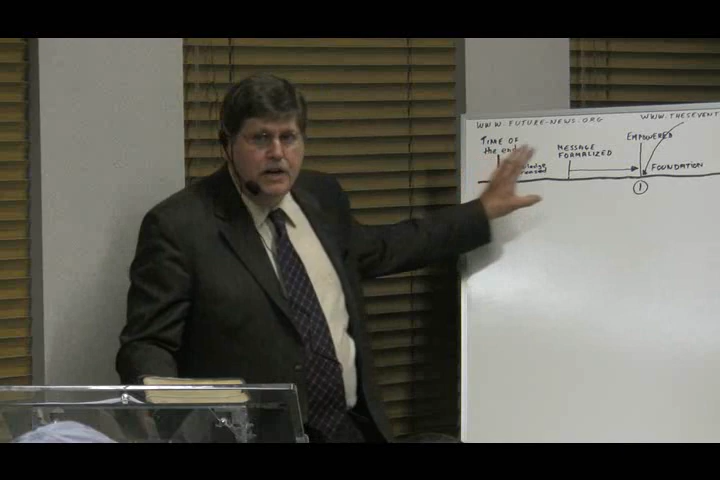 WWW.FUTURE-NEWS.ORG
WWW.THESEVENT
TIME OF
the end
MESSAGE
FORMALIZED
EMPOWERED
FOUNDATION
1